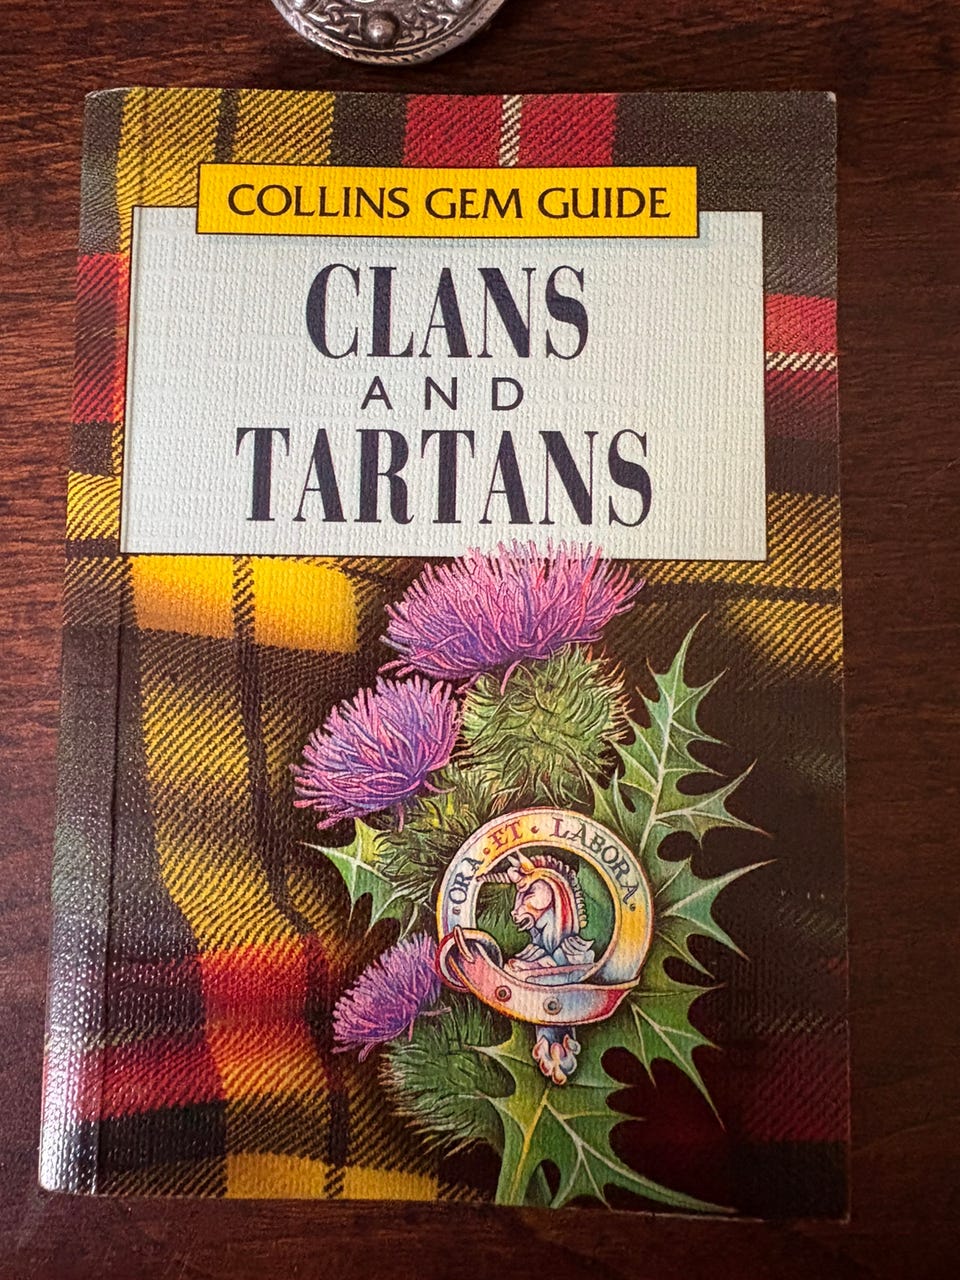 COLLINS GEM GUIDE
CLANS
AND
TARTANS
ORA · ET · LABORA